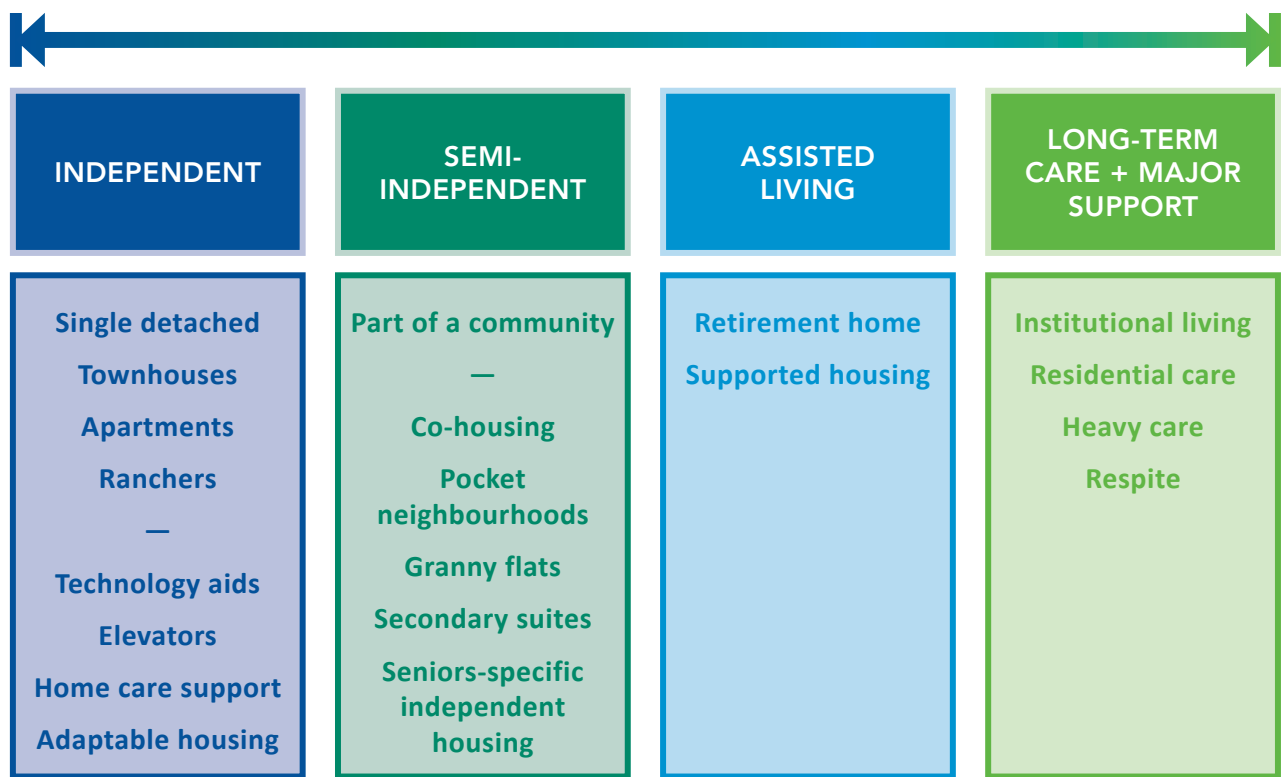 INDEPENDENT
SEMI-
INDEPENDENT
ASSISTED
LIVING
LONG-TERM
CARE + MAJOR
SUPPORT
Single detached
Townhouses
Apartments
Ranchers
—
Technology aids
Elevators
Home care support
Adaptable housing
Part of a community
—
Co-housing
Pocket
neighbourhoods
Granny flats
Secondary suites
Seniors-specific
independent
housing
Retirement home
Supported housing
Institutional living
Residential care
Heavy care
Respite